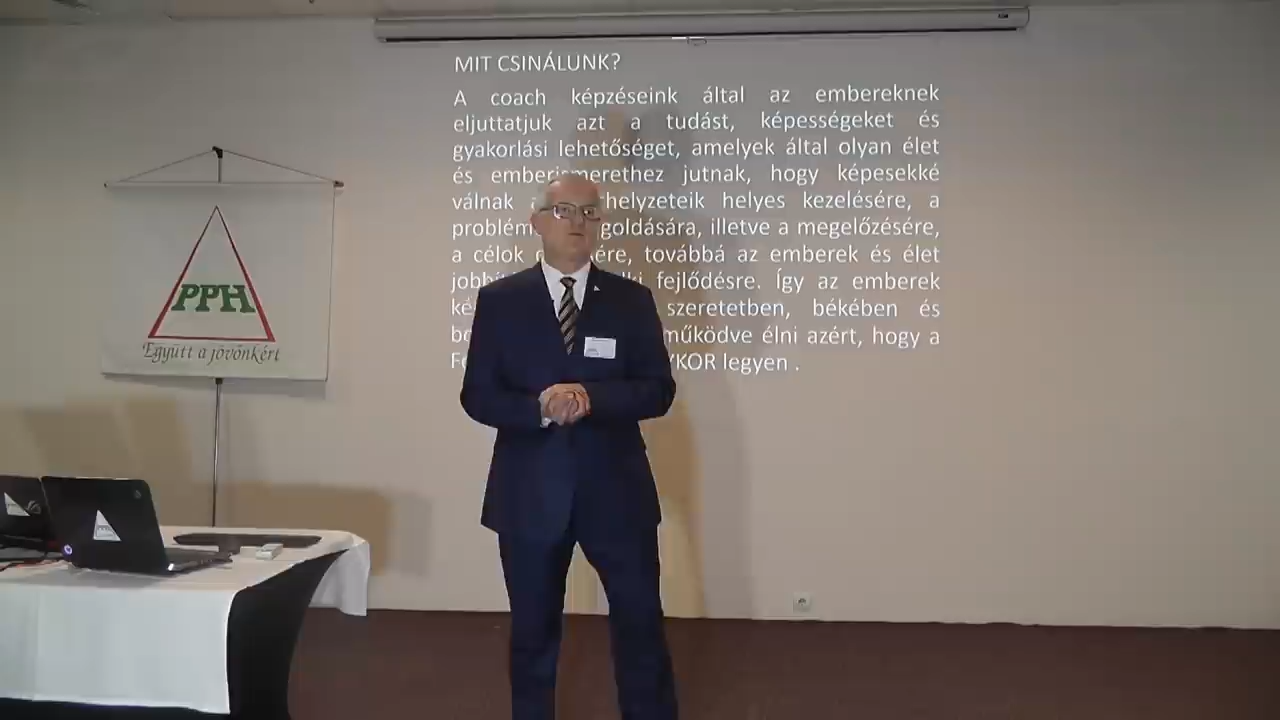 MIT CSINÁLUNK?
A coach képzéseink által az embereknek
eljuttatjuk azt a tudást, képességeket és
gyakorlási lehetőséget, amelyek által olyan élet
és emberismerethez jutnak, hogy képesekké
válnak helyes kezelésére, a
illetve a megelőzésére,
a célok továbbá az emberek és élet
fejlődésre. Így az emberek
szeretetben, békében és
élni azért, hogy a
legyen .
PPH
Együtt a jövőnkért